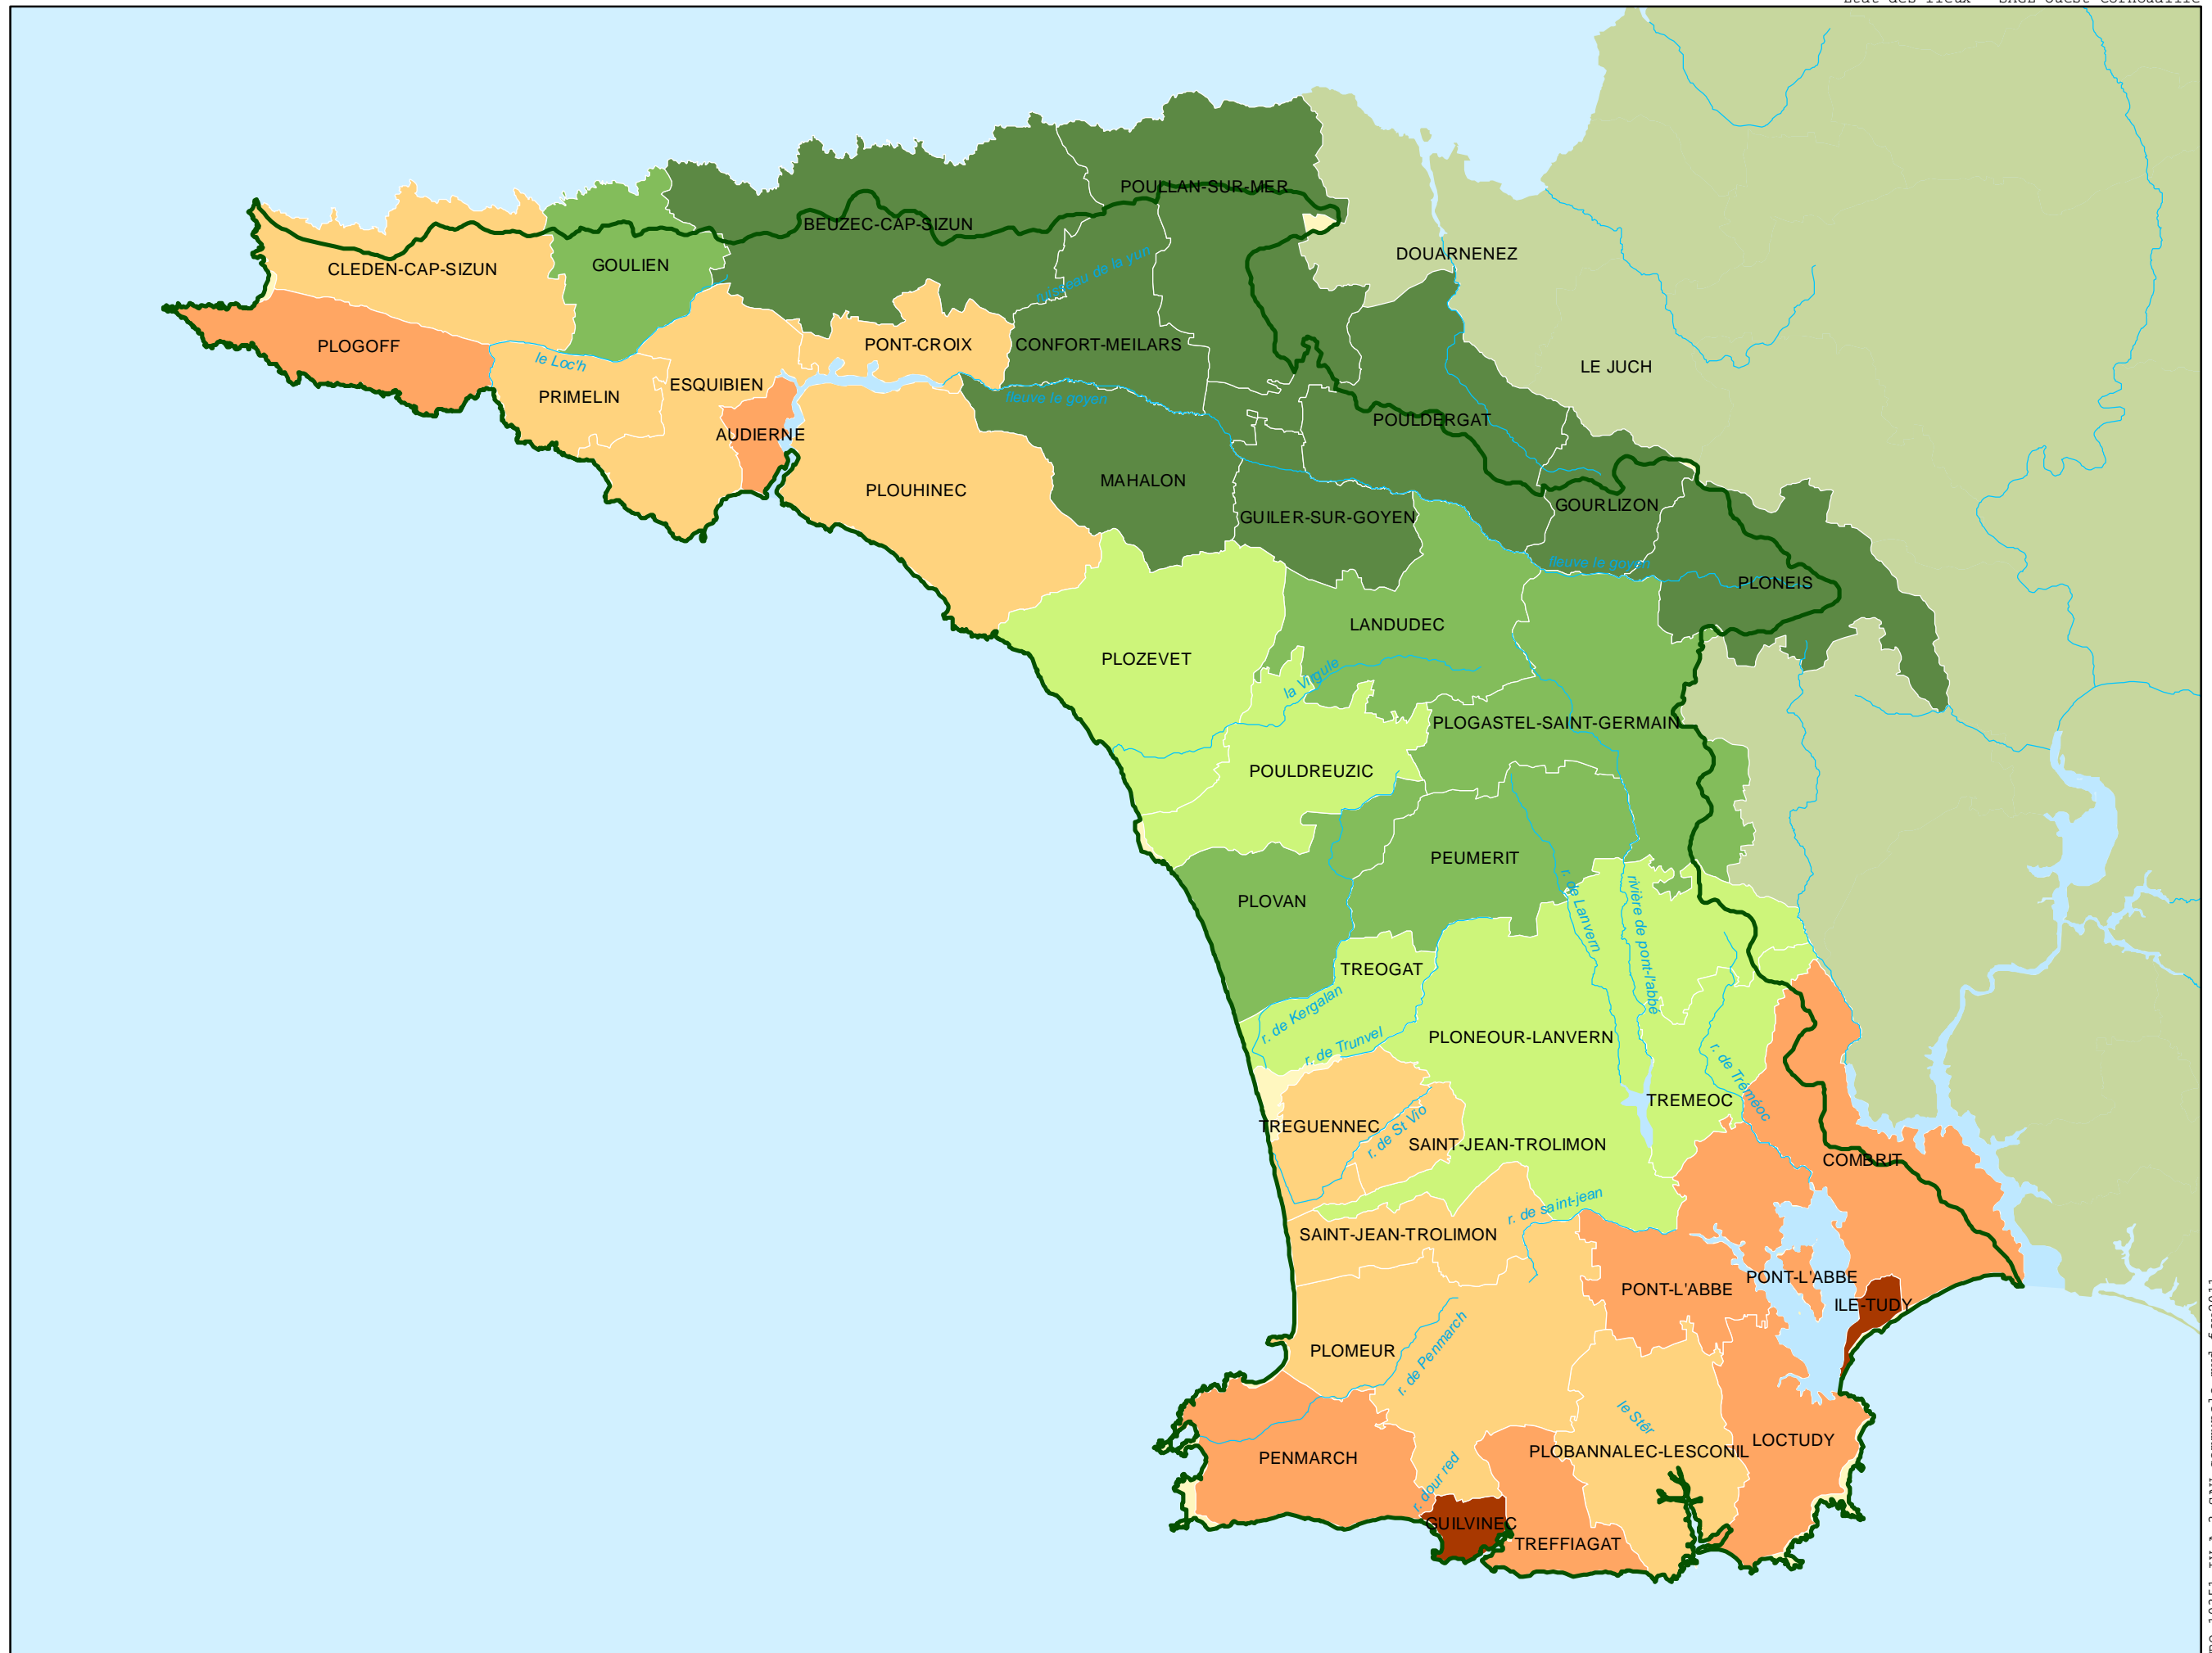 POULLAN-SUR-MER
BEUZEC-CAP-SIZUN
DOUARNENEZ
CLEDEN-CAP-SIZUN
GOULIEN
ruisseau de la yun
PLOGOFF
PONT-CROIX
CONFORT-MEILARS
le Loc'h
LE JUCH
ESQUIBIEN
PRIMELIN
fleuve le goyen
POULDERGAT
AUDIERNE
MAHALON
PLOUHINEC
GOURLIZON
GUILER-SUR-GOYEN
fleuve le goyen
PLONEIS
LANDUDEC
PLOZEVET
la Virgule
PLOGASTEL-SAINT-GERMAIN
POULDREUZIC
PEUMERIT
PLOVAN
r. de Lanvern
rivière de pont-l'abbé
TREOGAT
r. de Kergalan
r. de Trunvel
PLONEOUR-LANVERN
r. de Tréméoc
TREMEOC
TREGUENNEC
r. de St Vio
SAINT-JEAN-TROLIMON
COMBRIT
r. de saint-jean
SAINT-JEAN-TROLIMON
PONT-L'ABBE
PONT-L'ABBE
ILE-TUDY
PLOMEUR
r. de Penmarch
le Stêr
LOCTUDY
PLOBANNALEC-LESCONIL
PENMARCH
r. dour red
GUILVINEC
TREFFIAGAT